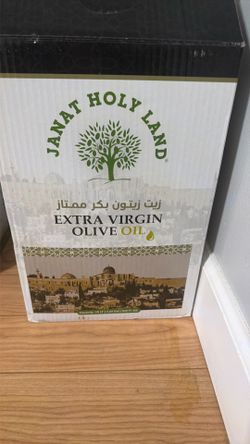 JANAT HOLY LAND
زيت زيتون بكر ممتاز
EXTRA VIRGIN
OLIVE OIL